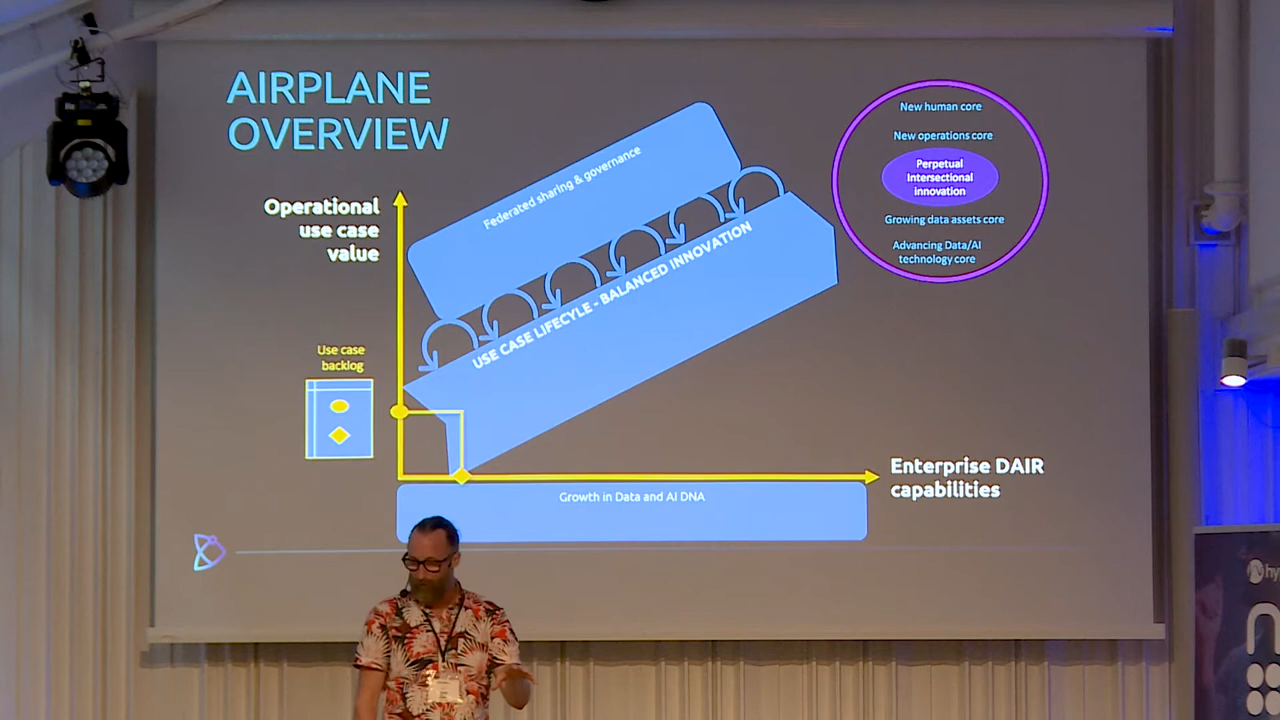 AIRPLANE
OVERVIEW
Operational
use case
value
Use case
backlog
Federated sharing & governance
USE CASE LIFECYLE - BALANCED INNOVATION
New human core
New operations core
Perpetual
Intersectional
innovation
Growing data assets core
Advancing Data/AI
technology core
Enterprise DAIR
capabilities
Growth in Data and AI DNA
hy